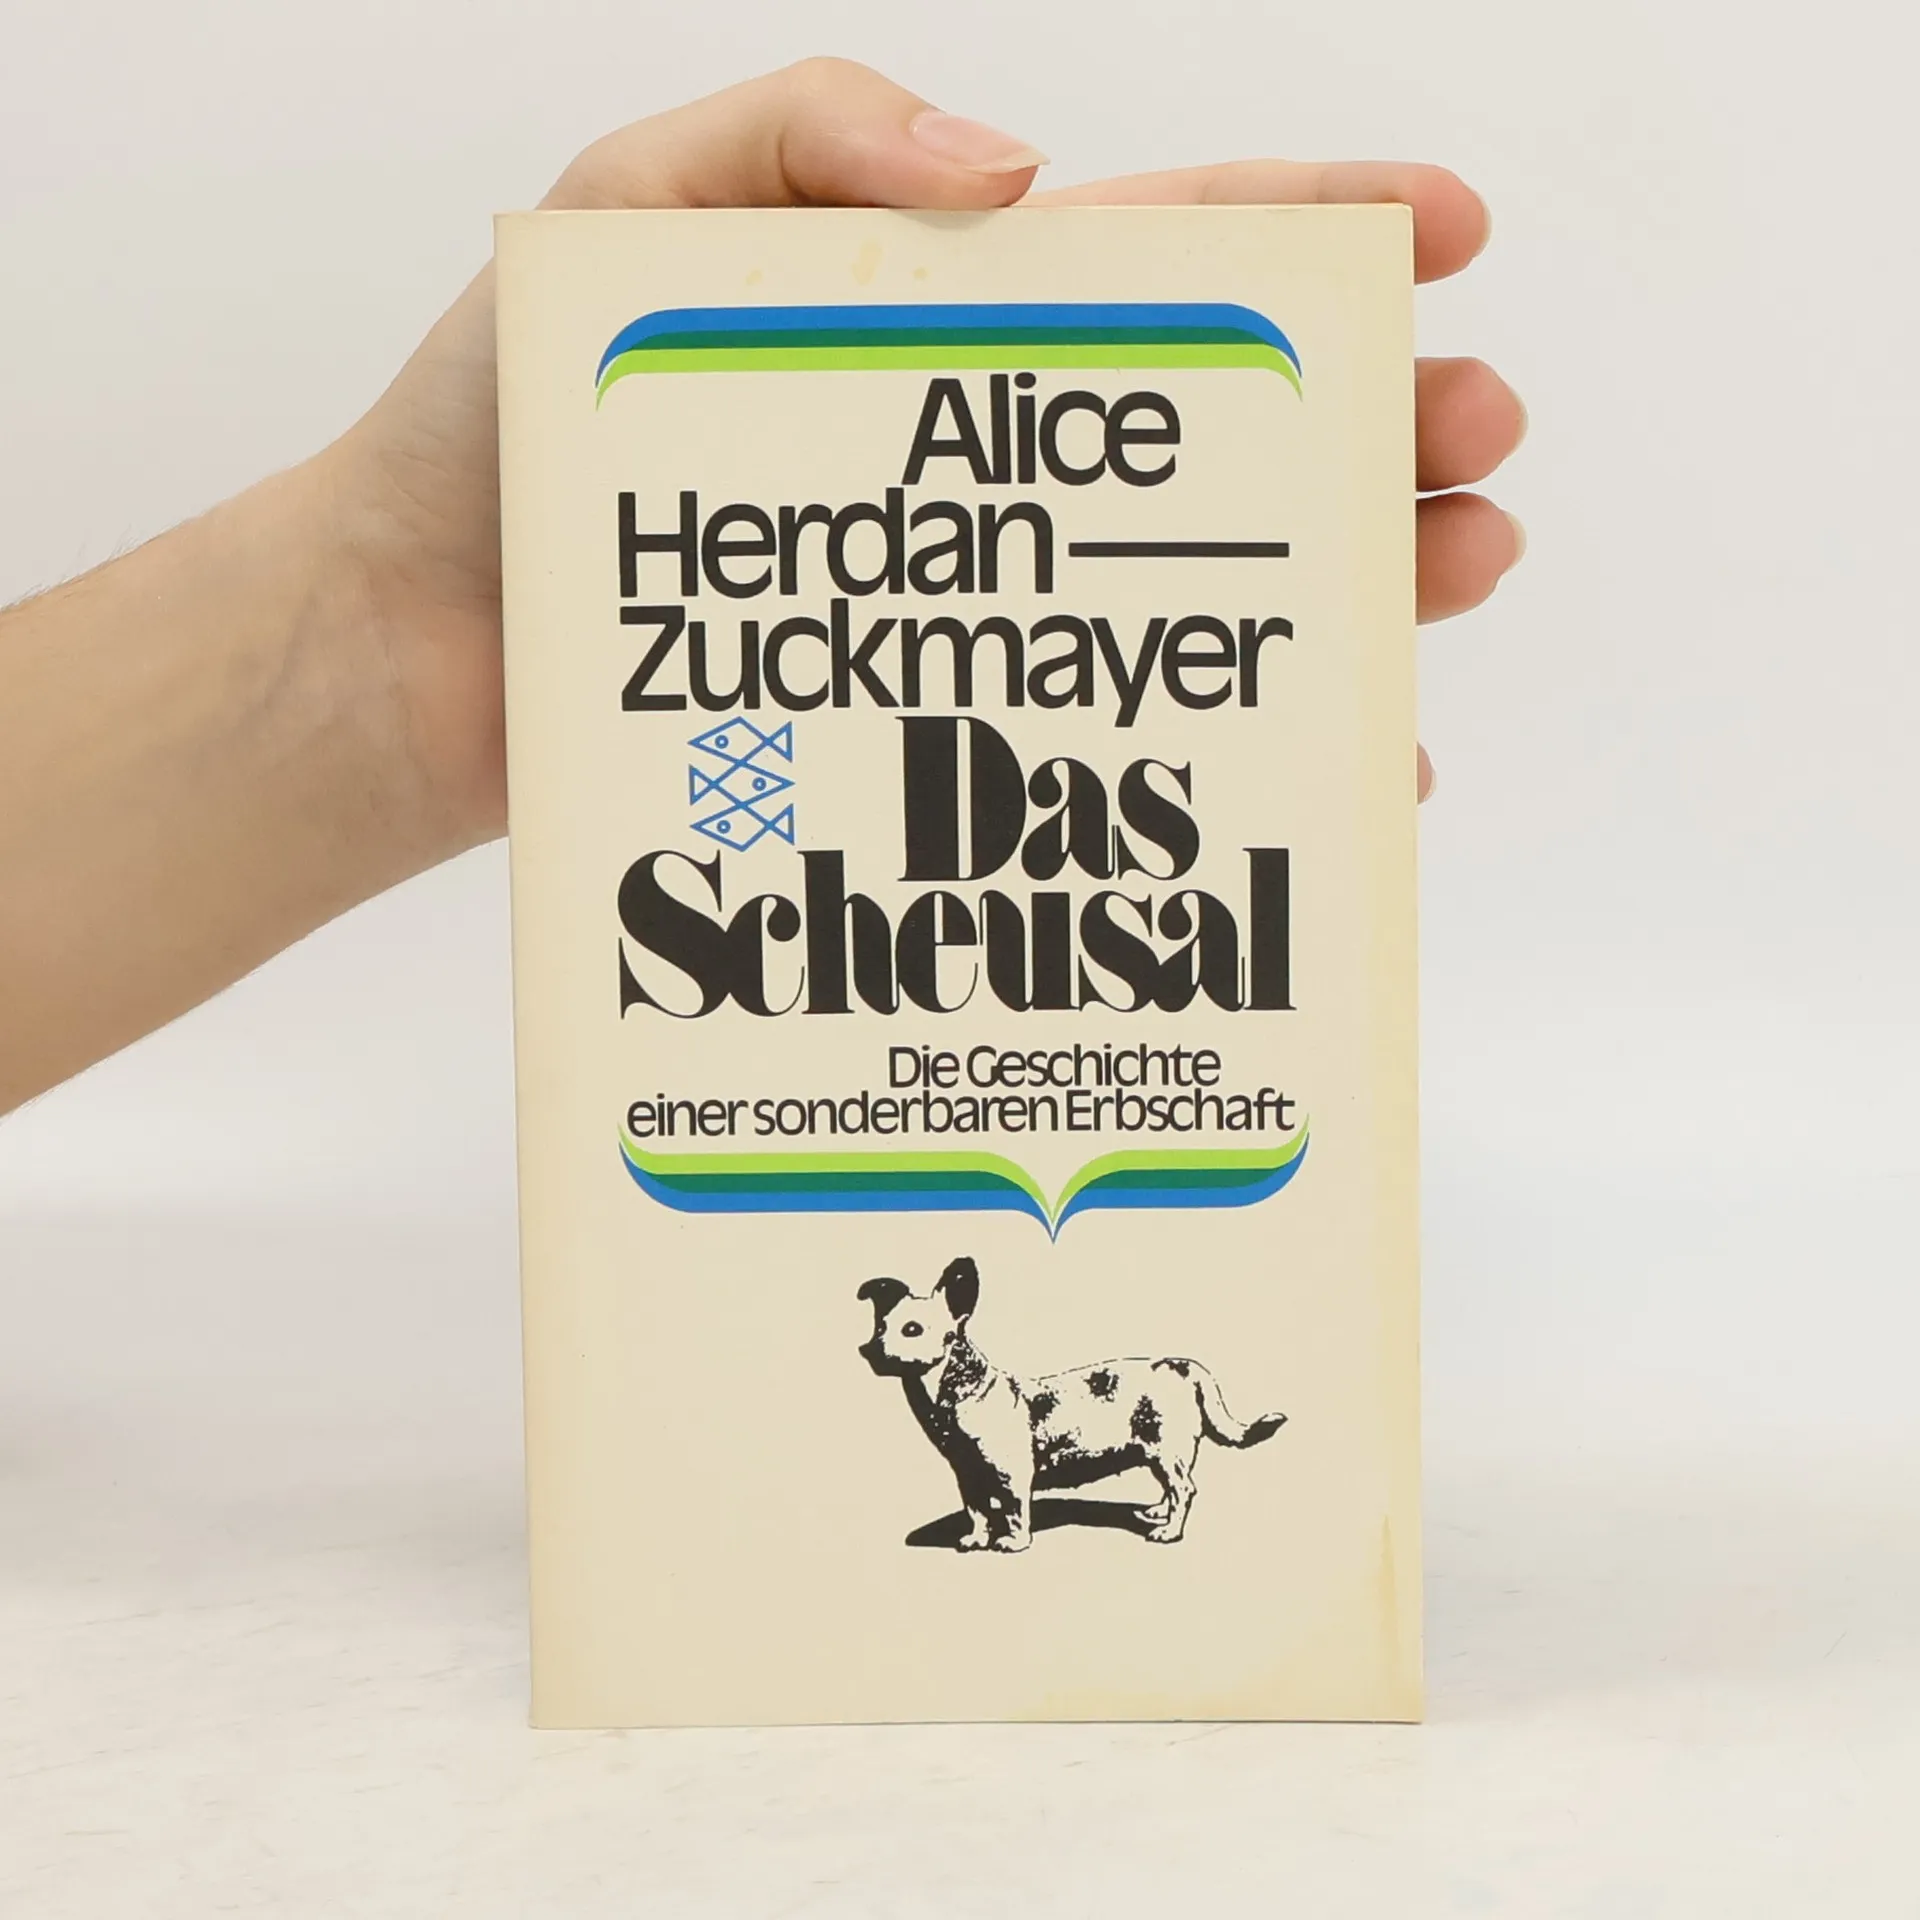 Alice
Herdan—
Zuckmayer
Das
Scheusal
Die Geschichte
einer sonderbaren Erbschaft